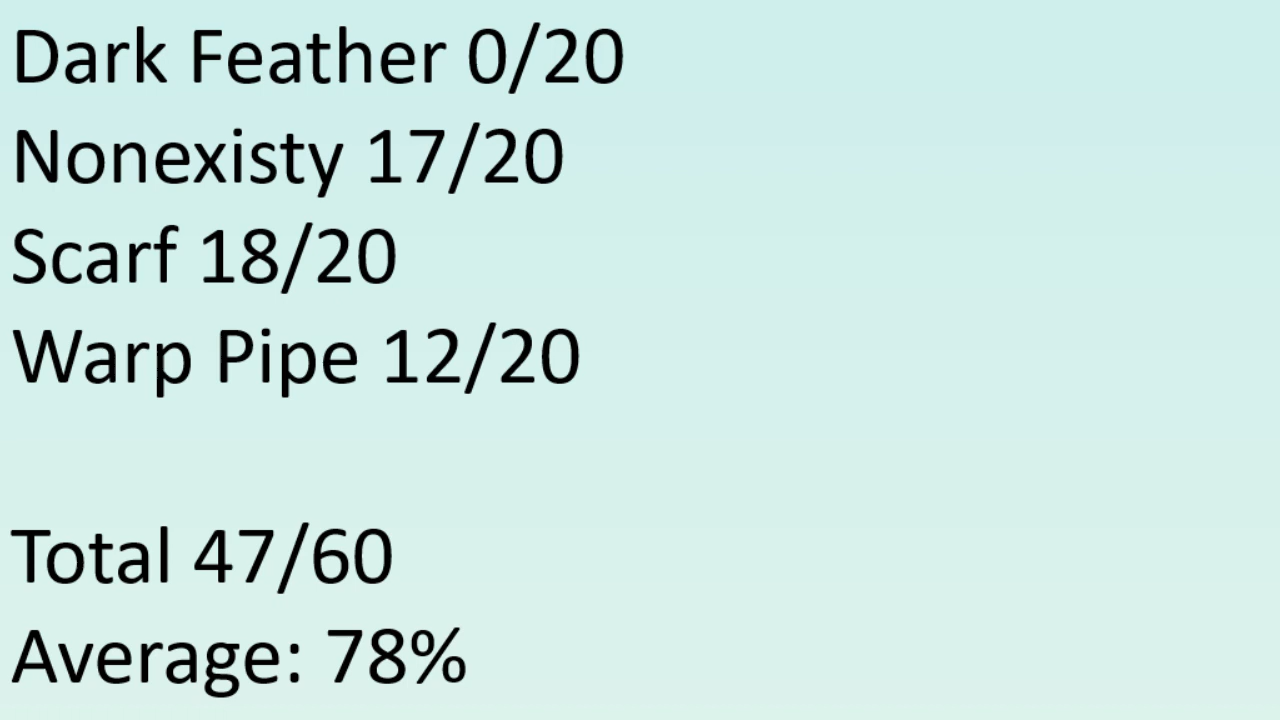 Dark Feather 0/20
Nonexisty 17/20
Scarf 18/20
Warp Pipe 12/20
Total 47/60
Average: 78%